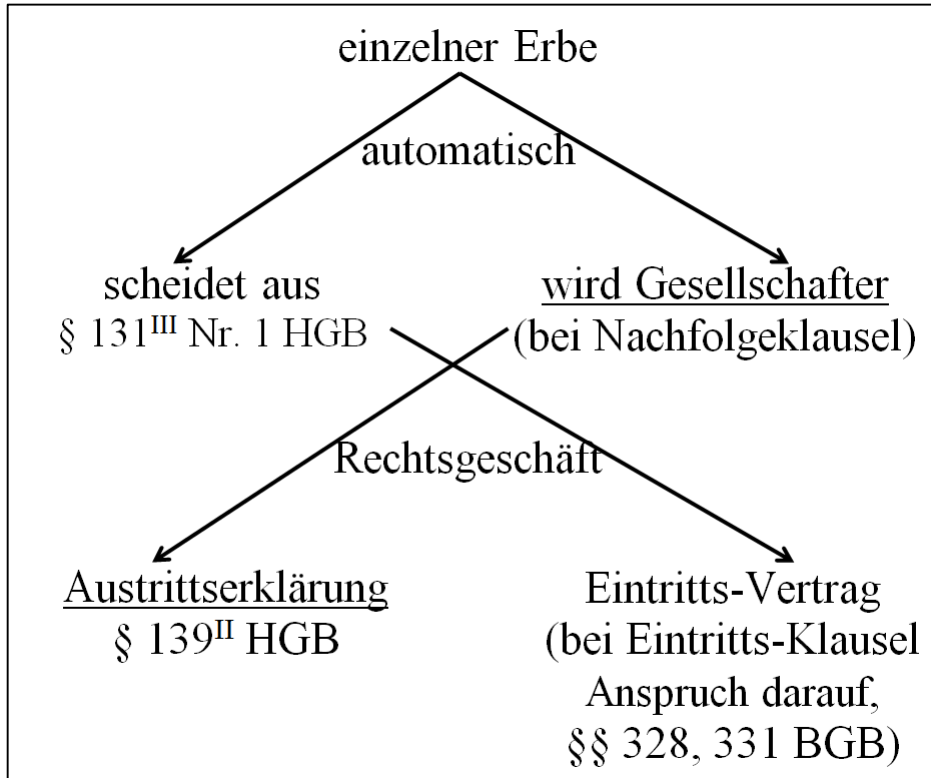 einzelner Erbe
automatisch
scheidet aus
§ 131ᴵᴵᴵ Nr. 1 HGB
wird Gesellschafter
(bei Nachfolgeklausel)
Rechtsgeschäft
Austrittserklärung
§ 139ᴵᴵ HGB
Eintritts-Vertrag
(bei Eintritts-Klausel
Anspruch darauf,
§§ 328, 331 BGB)